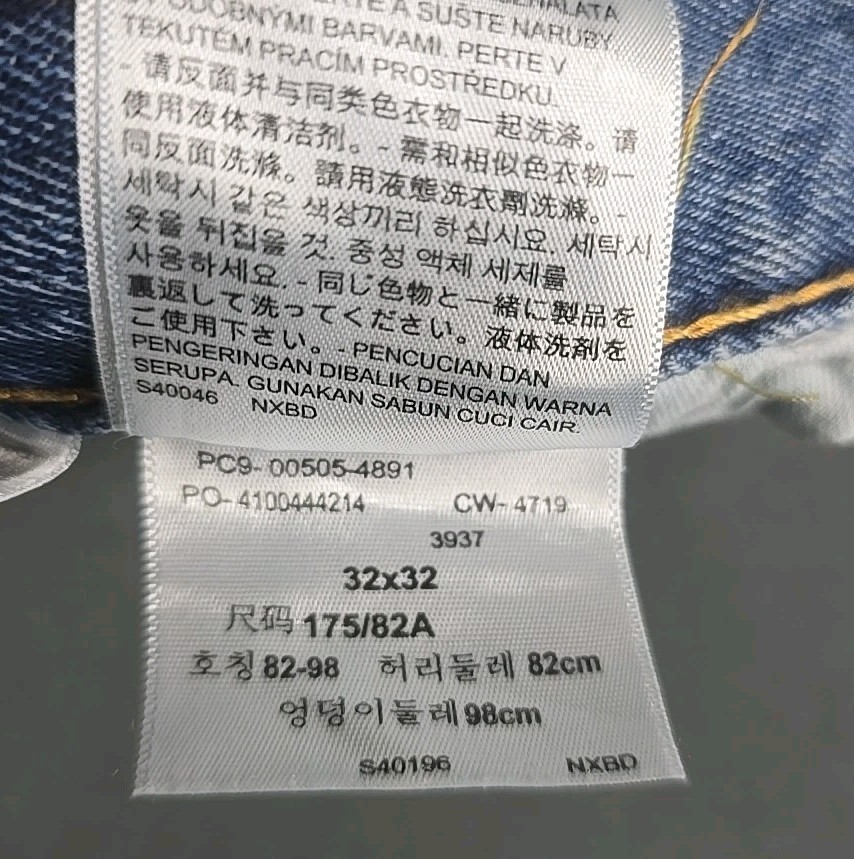 PERTE A SUŠTE NARUBY
PODOBNÝMI BARVAMI. PERTE V
TEKUTÉM PRACÍM PROSTŘEDKU.
- 请反面并与同类色衣物一起洗涤。请
使用液体清洁剂。- 需和相似色衣物一
同反面洗滌。請用液態洗衣劑洗滌。-
세탁시 같은 색상끼리 하십시요. 세탁시
옷을 뒤집을 것. 중성 액체 세제를
사용하세요. - 同じ色物と一緒に製品を
裏返して洗ってください。液体洗剤を
ご使用下さい。- PENCUCIAN DAN
PENGERINGAN DIBALIK DENGAN WARNA
SERUPA. GUNAKAN SABUN CUCI CAIR.
S40046 NXBD
PC9- 00505-4891
PO- 4100444214 CW- 4719
3937
32x32
尺码 175/82A
호칭 82-98 허리둘레 82cm
엉덩이둘레 98cm
S40196 NXBD